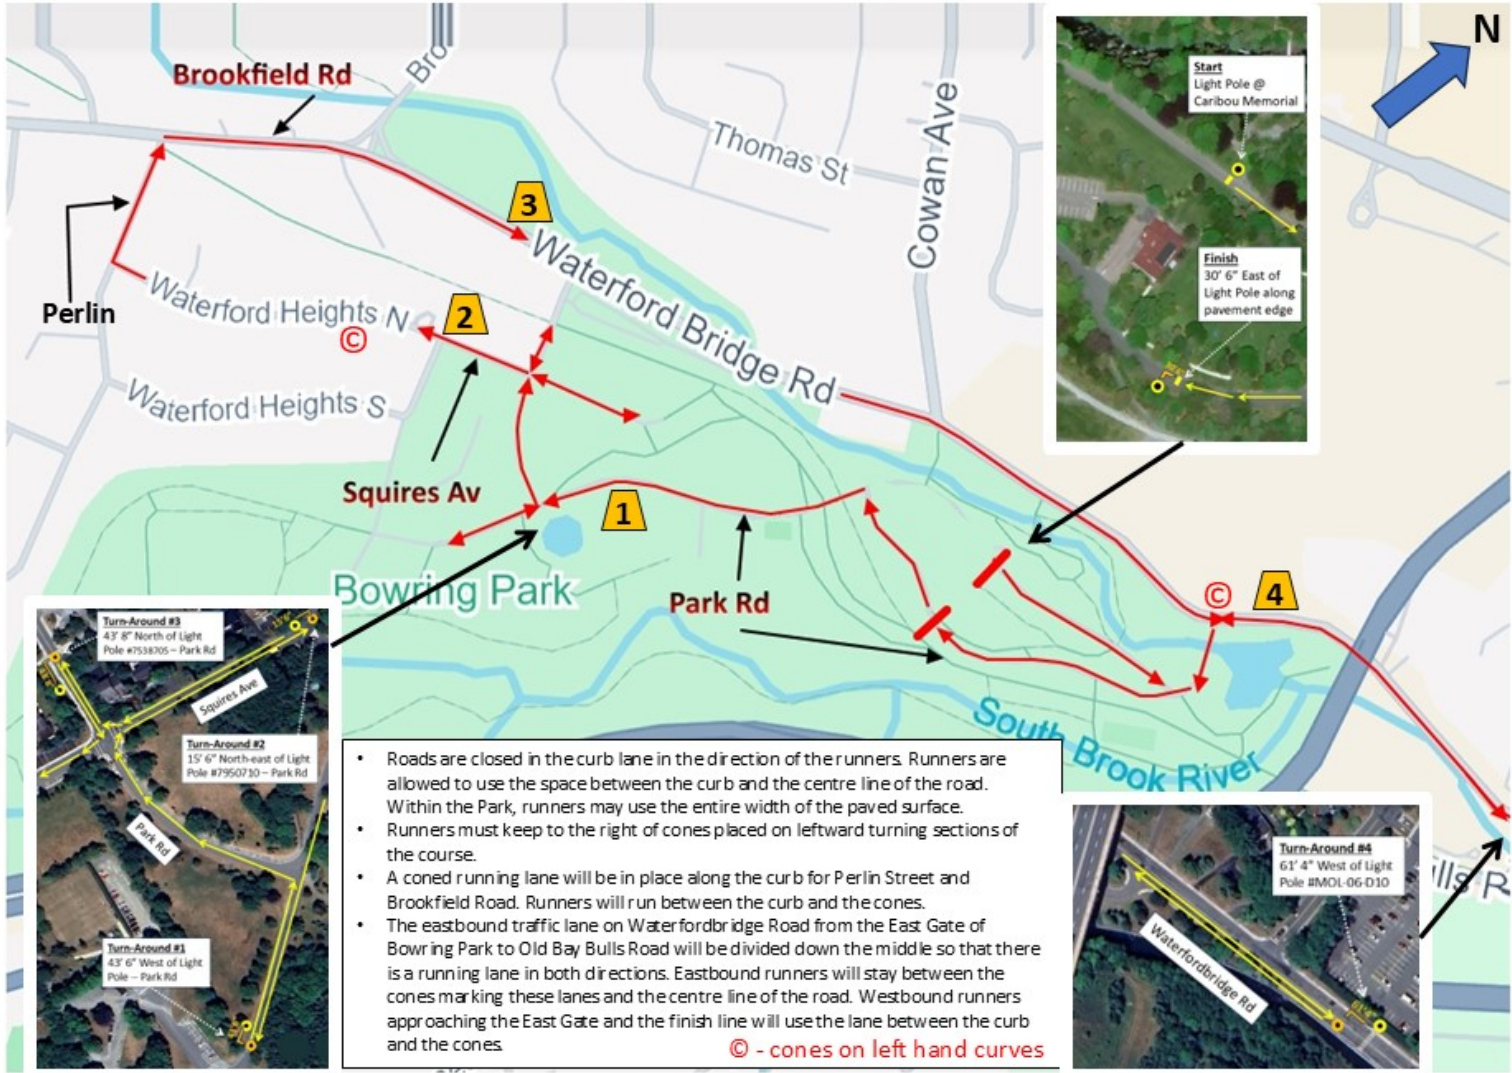 N
Brookfield Rd
Bro
Thomas St
Cowan Ave
Start
Light Pole @
Caribou Memorial
Finish
30' 6" East of
Light Pole along
pavement edge
3
Waterford Bridge Rd
Perlin
Waterford Heights N
2
©
Waterford Heights S
Squires Av
1
Bowring Park
Park Rd
©
4
South Brook River
ills R
Turn-Around #3
43' 8" North of Light
Pole #7538705 – Park Rd
15'6"
Squires Ave
Turn-Around #2
15' 6" North-east of Light
Pole #7950710 – Park Rd
Park Rd
Turn-Around #1
43' 6" West of Light
Pole – Park Rd
• Roads are closed in the curb lane in the direction of the runners. Runners are
allowed to use the space between the curb and the centre line of the road.
Within the Park, runners may use the entire width of the paved surface.
• Runners must keep to the right of cones placed on leftward turning sections of
the course.
• A coned running lane will be in place along the curb for Perlin Street and
Brookfield Road. Runners will run between the curb and the cones.
• The eastbound traffic lane on Waterfordbridge Road from the East Gate of
Bowring Park to Old Bay Bulls Road will be divided down the middle so that there
is a running lane in both directions. Eastbound runners will stay between the
cones marking these lanes and the centre line of the road. Westbound runners
approaching the East Gate and the finish line will use the lane between the curb
and the cones.
© - cones on left hand curves
Turn-Around #4
61' 4" West of Light
Pole #MOL-06-D10
Waterfordbridge Rd
61'4"